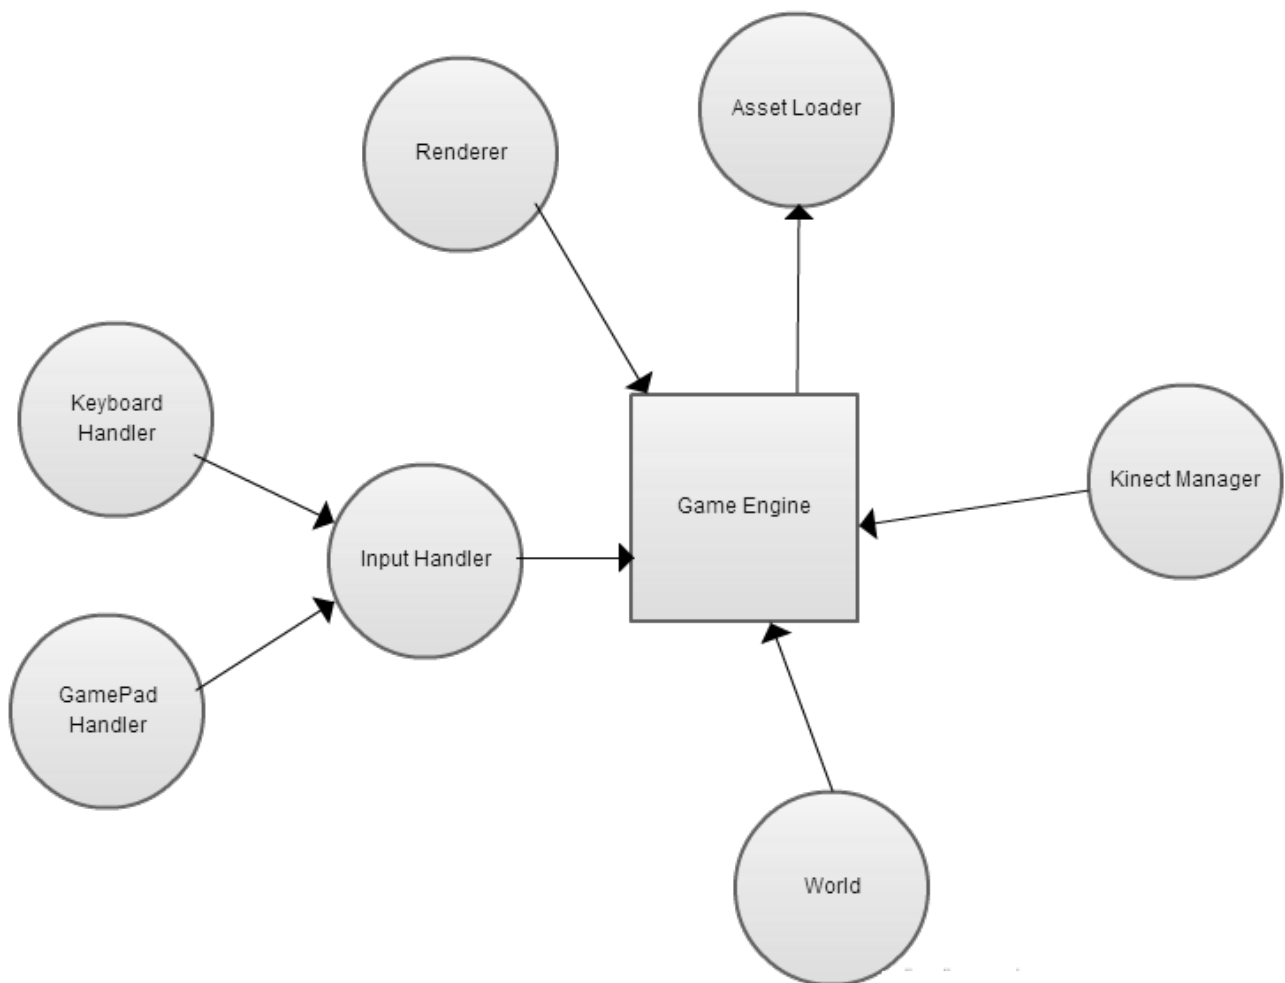 Asset Loader
Renderer
Keyboard
Handler
Kinect Manager
Game Engine
Input Handler
GamePad
Handler
World